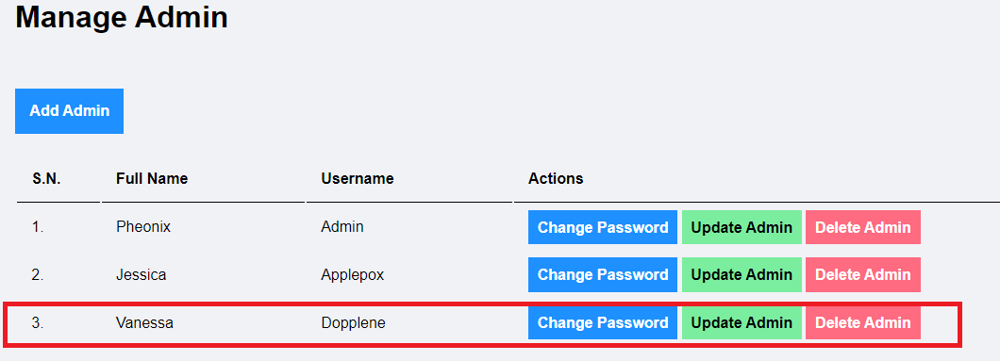 Manage Admin
Add Admin
S.N. Full Name Username Actions
1. Pheonix Admin Change Password Update Admin Delete Admin
2. Jessica Applepox Change Password Update Admin Delete Admin
3. Vanessa Dopplene Change Password Update Admin Delete Admin